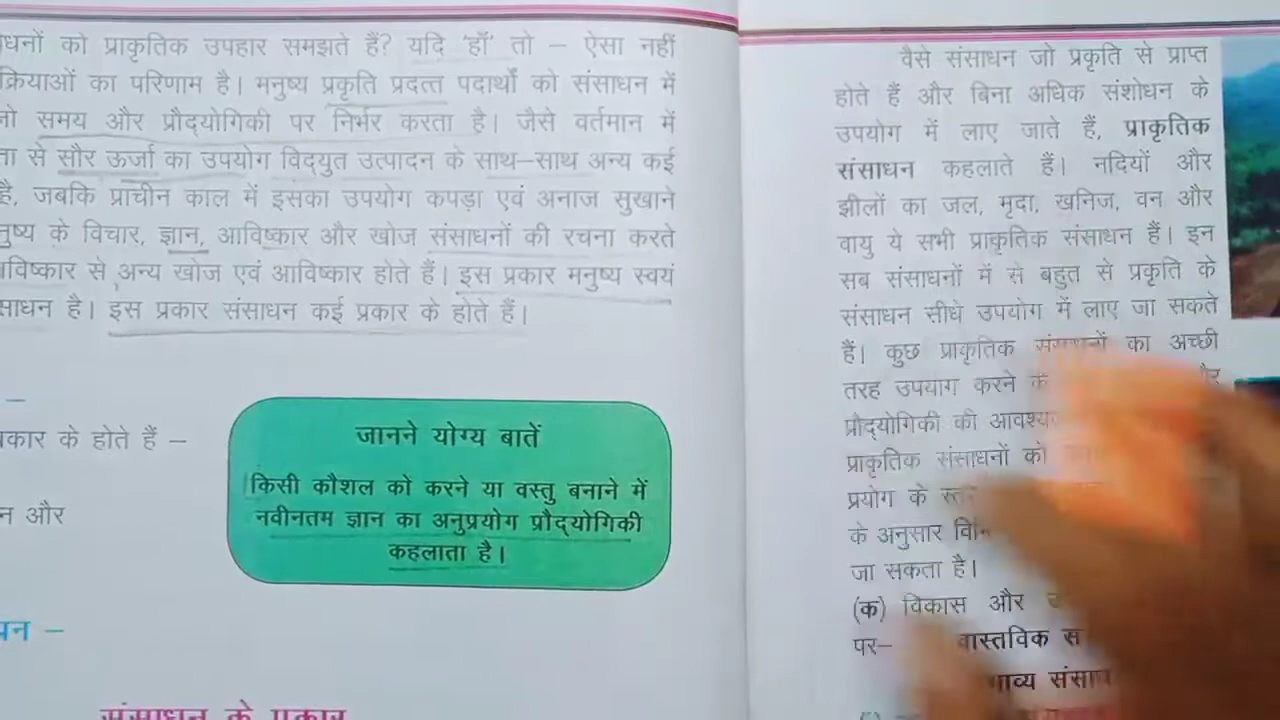 को प्राकृतिक उपहार समझते हैं? यदि 'हाँ' तो – ऐसा नहीं
क्रियाओं का परिणाम है। मनुष्य प्रकृति प्रदत्त पदार्थों को संसाधन में
समय और प्रौद्योगिकी पर निर्भर करता है। जैसे वर्तमान में
से सौर ऊर्जा का उपयोग विद्युत उत्पादन के साथ–साथ अन्य कई
है, जबकि प्राचीन काल में इसका उपयोग कपड़ा एवं अनाज सुखाने
के विचार, ज्ञान, आविष्कार और खोज संसाधनों की रचना करते
से अन्य खोज एवं आविष्कार होते हैं। इस प्रकार मनुष्य स्वयं
है। इस प्रकार संसाधन कई प्रकार के होते हैं।
–
के होते हैं –
और
–
जानने योग्य बातें
किसी कौशल को करने या वस्तु बनाने में
नवीनतम ज्ञान का अनुप्रयोग प्रौद्योगिकी
कहलाता है।
संसाधन के प्रकार
वैसे संसाधन जो प्रकृति से प्राप्त
होते हैं और बिना अधिक संशोधन के
उपयोग में लाए जाते हैं, प्राकृतिक
संसाधन कहलाते हैं। नदियों और
झीलों का जल, मृदा, खनिज, वन और
वायु ये सभी प्राकृतिक संसाधन हैं। इन
सब संसाधनों में से बहुत से प्रकृति के
संसाधन सीधे उपयोग में लाए जा सकते
हैं। कुछ प्राकृतिक संसाधनों का अच्छी
तरह उपयोग करने
प्रौद्योगिकी की
प्राकृतिक संसाधनों को
प्रयोग के
के अनुसार
जा सकता है।
(क) विकास और
पर– वास्तविक